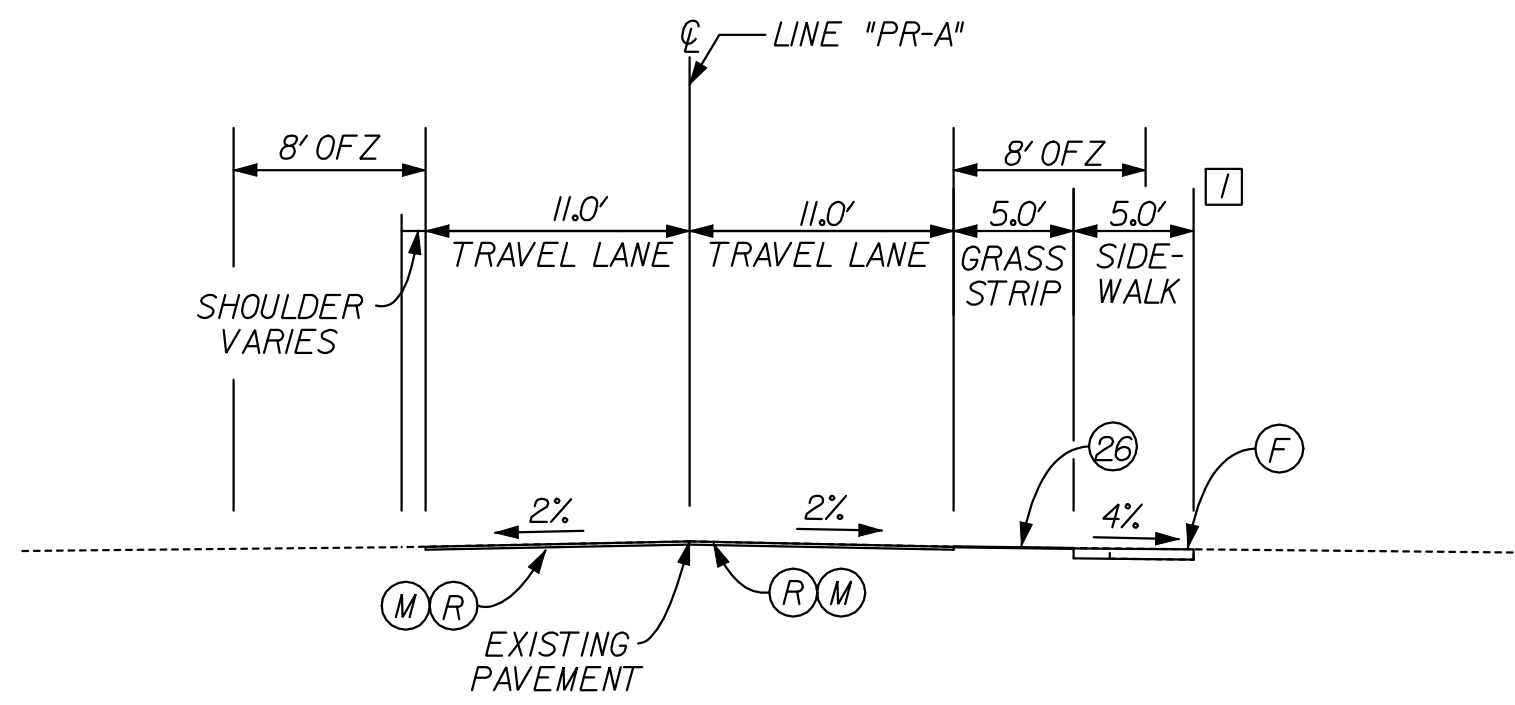 ℄ LINE "PR-A"
8' OFZ
8' OFZ
1
11.0'
11.0'
5.0'
5.0'
TRAVEL LANE
TRAVEL LANE
GRASS
STRIP
SIDE-
WALK
SHOULDER
VARIES
26
F
2%
2%
4%
M R
R M
EXISTING
PAVEMENT